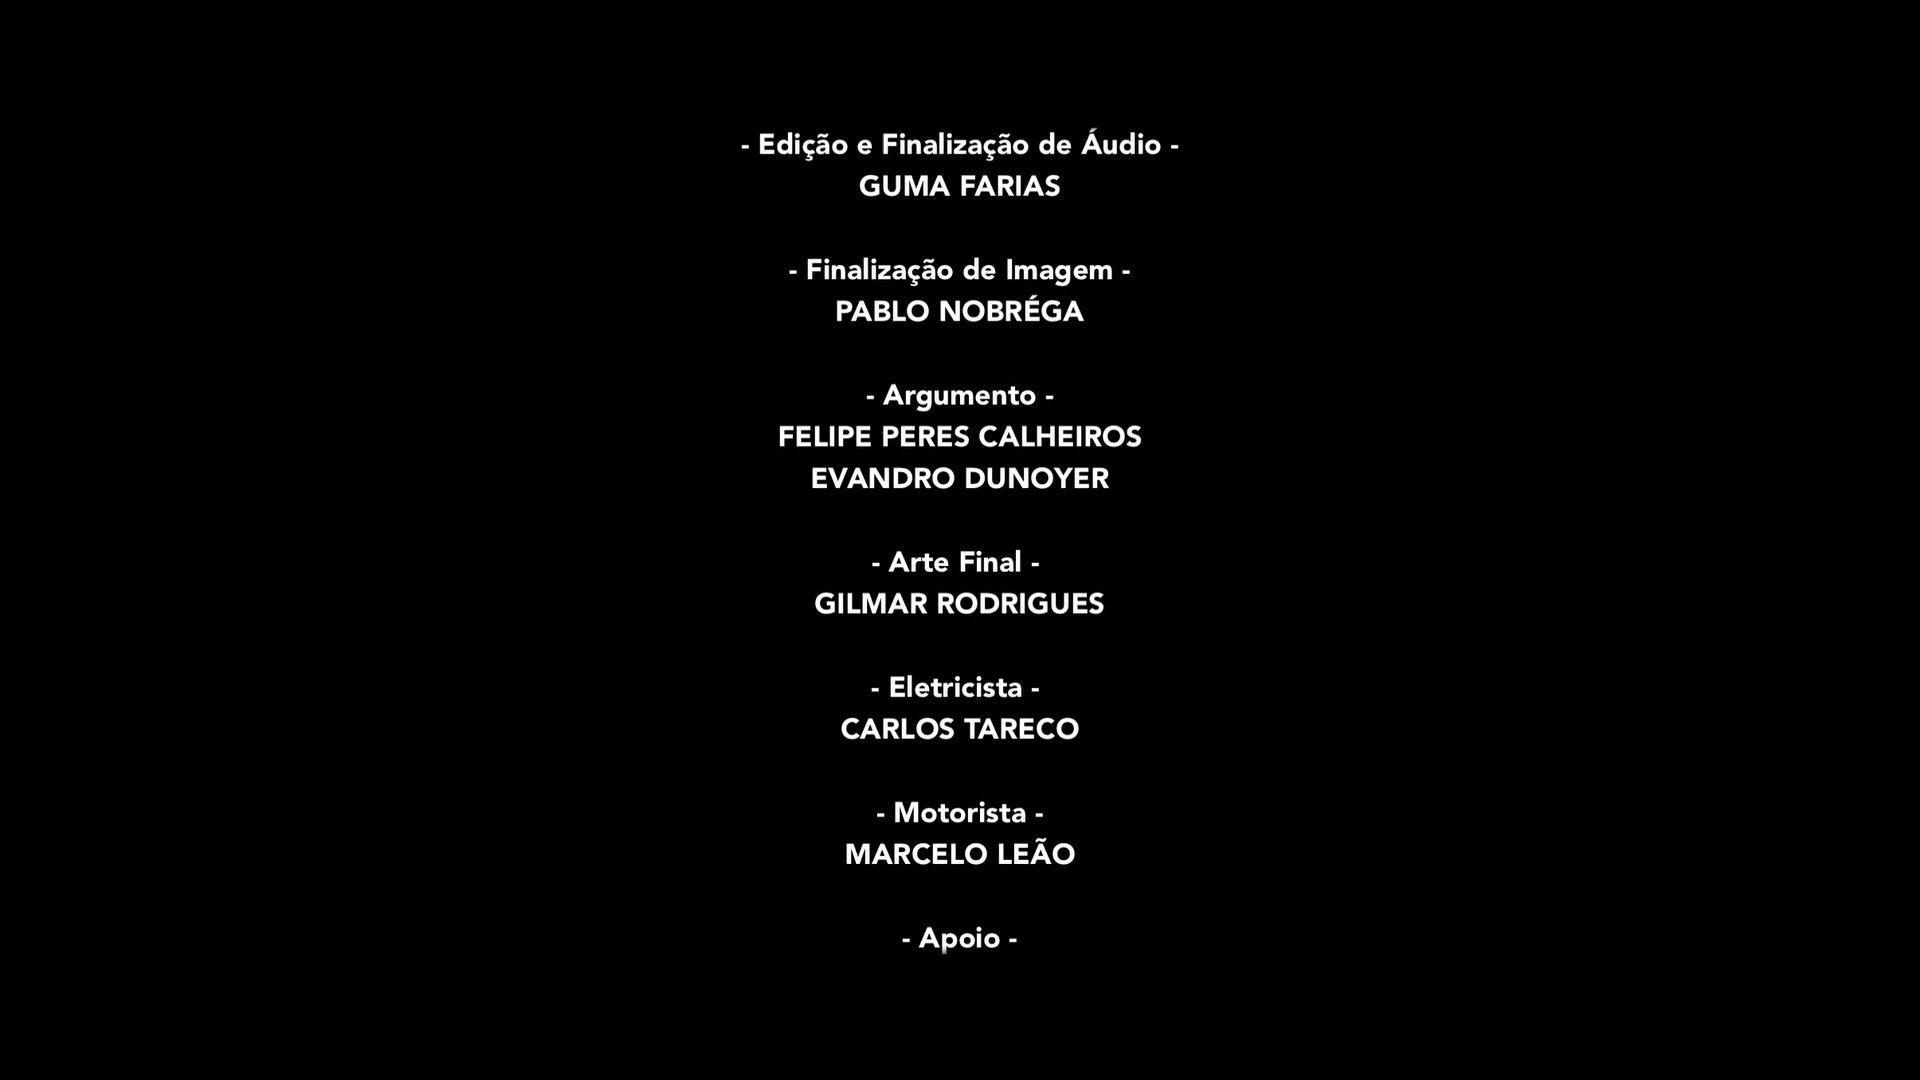 - Edição e Finalização de Áudio -
GUMA FARIAS
- Finalização de Imagem -
PABLO NOBRÉGA
- Argumento -
FELIPE PERES CALHEIROS
EVANDRO DUNOYER
- Arte Final -
GILMAR RODRIGUES
- Eletricista -
CARLOS TARECO
- Motorista -
MARCELO LEÃO
- Apoio -